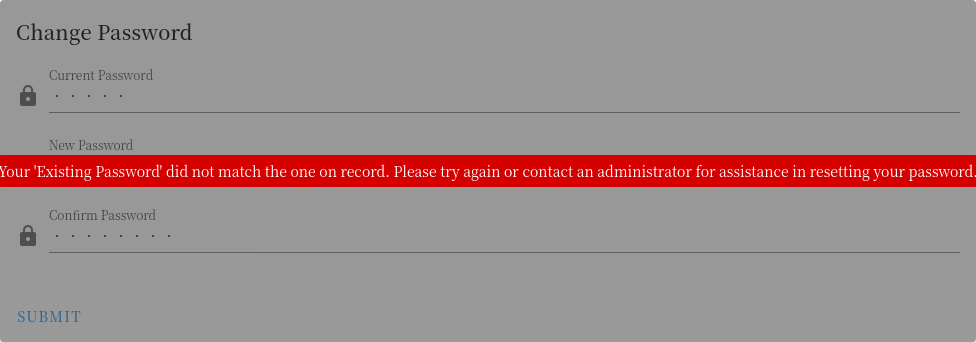 Change Password
Current Password
New Password
Your 'Existing Password' did not match the one on record. Please try again or contact an administrator for assistance in resetting your password.
Confirm Password
SUBMIT